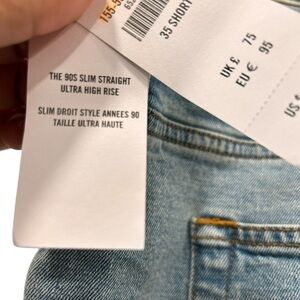 THE 90S SLIM STRAIGHT
ULTRA HIGH RISE
SLIM DROIT STYLE ANNEES 90
TAILLE ULTRA HAUTE
35 SHORT
UK £ 75
EU € 95
US $